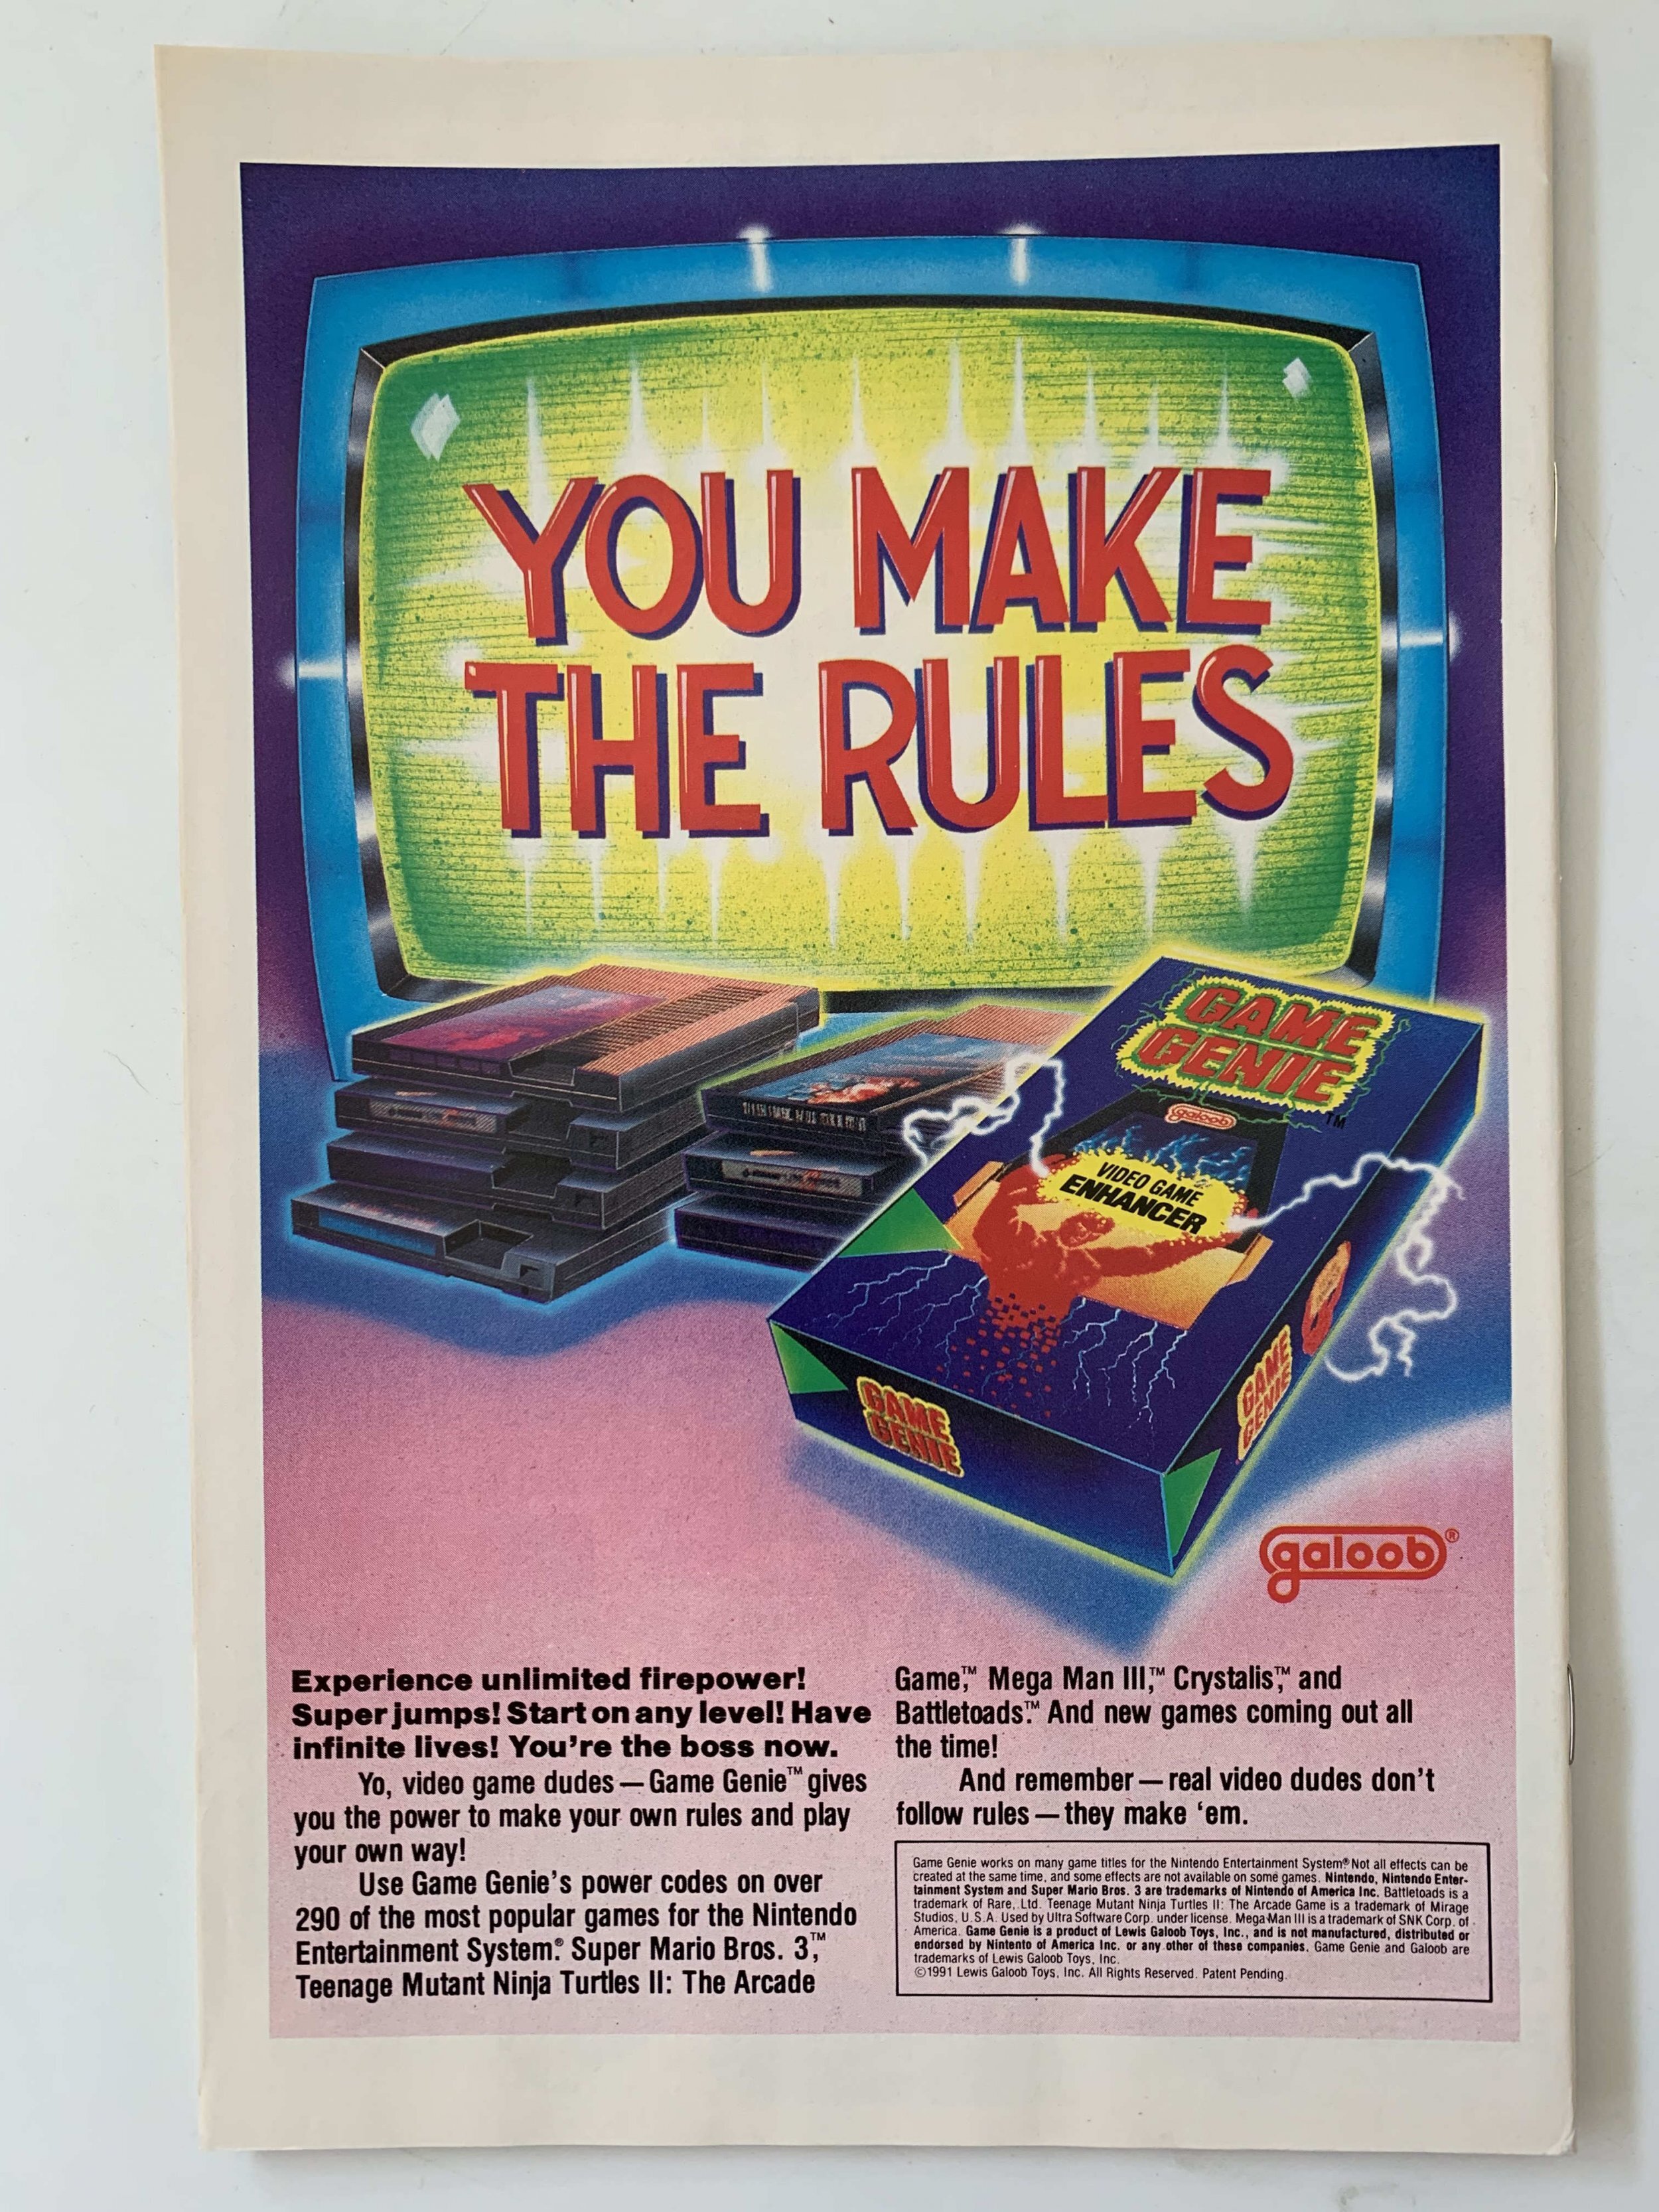 YOU MAKE
THE RULES
GAME
GENIE
TM
galoob
VIDEO GAME
ENHANCER
GAME
GENIE
GAME
GENIE
galoob®
Experience unlimited firepower!
Super jumps! Start on any level! Have
infinite lives! You're the boss now.
Yo, video game dudes — Game Genie™ gives
you the power to make your own rules and play
your own way!
Use Game Genie's power codes on over
290 of the most popular games for the Nintendo
Entertainment System.® Super Mario Bros. 3,™
Teenage Mutant Ninja Turtles II: The Arcade
Game,™ Mega Man III,™ Crystalis,™ and
Battletoads.™ And new games coming out all
the time!
And remember — real video dudes don't
follow rules — they make 'em.
Game Genie works on many game titles for the Nintendo Entertainment System.® Not all effects can be
created at the same time, and some effects are not available on some games. Nintendo, Nintendo Enter-
tainment System and Super Mario Bros. 3 are trademarks of Nintendo of America Inc. Battletoads is a
trademark of Rare, Ltd. Teenage Mutant Ninja Turtles II: The Arcade Game is a trademark of Mirage
Studios, U.S.A. Used by Ultra Software Corp. under license. Mega Man III is a trademark of SNK Corp. of
America. Game Genie is a product of Lewis Galoob Toys, Inc., and is not manufactured, distributed or
endorsed by Nintento of America Inc. or any other of these companies. Game Genie and Galoob are
trademarks of Lewis Galoob Toys, Inc.
©1991 Lewis Galoob Toys, Inc. All Rights Reserved. Patent Pending.